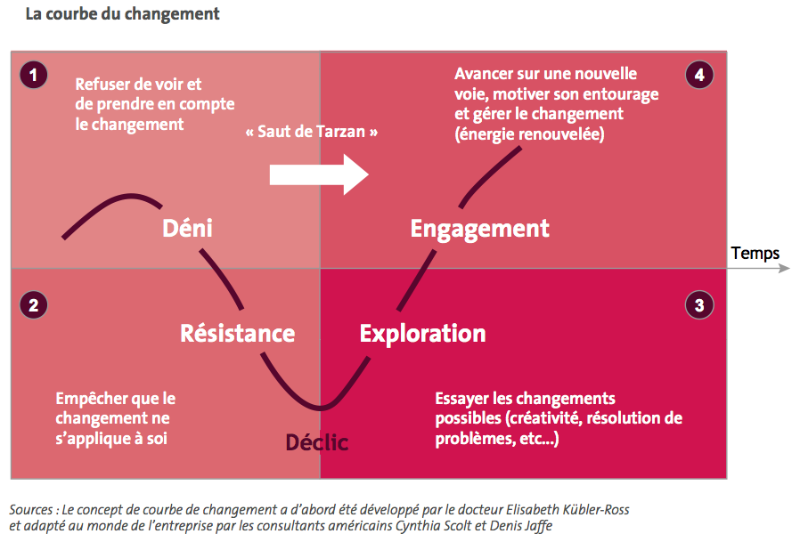 La courbe du changement
1
Refuser de voir et
de prendre en compte
le changement
« Saut de Tarzan »
Avancer sur une nouvelle
voie, motiver son entourage
et gérer le changement
(énergie renouvelée)
4
Déni
Engagement
Temps
2
Résistance
Exploration
3
Empêcher que le
changement ne
s’applique à soi
Essayer les changements
possibles (créativité, résolution de
problèmes, etc...)
Déclic
Sources : Le concept de courbe de changement a d’abord été développé par le docteur Elisabeth Kübler-Ross
et adapté au monde de l’entreprise par les consultants américains Cynthia Scolt et Denis Jaffe